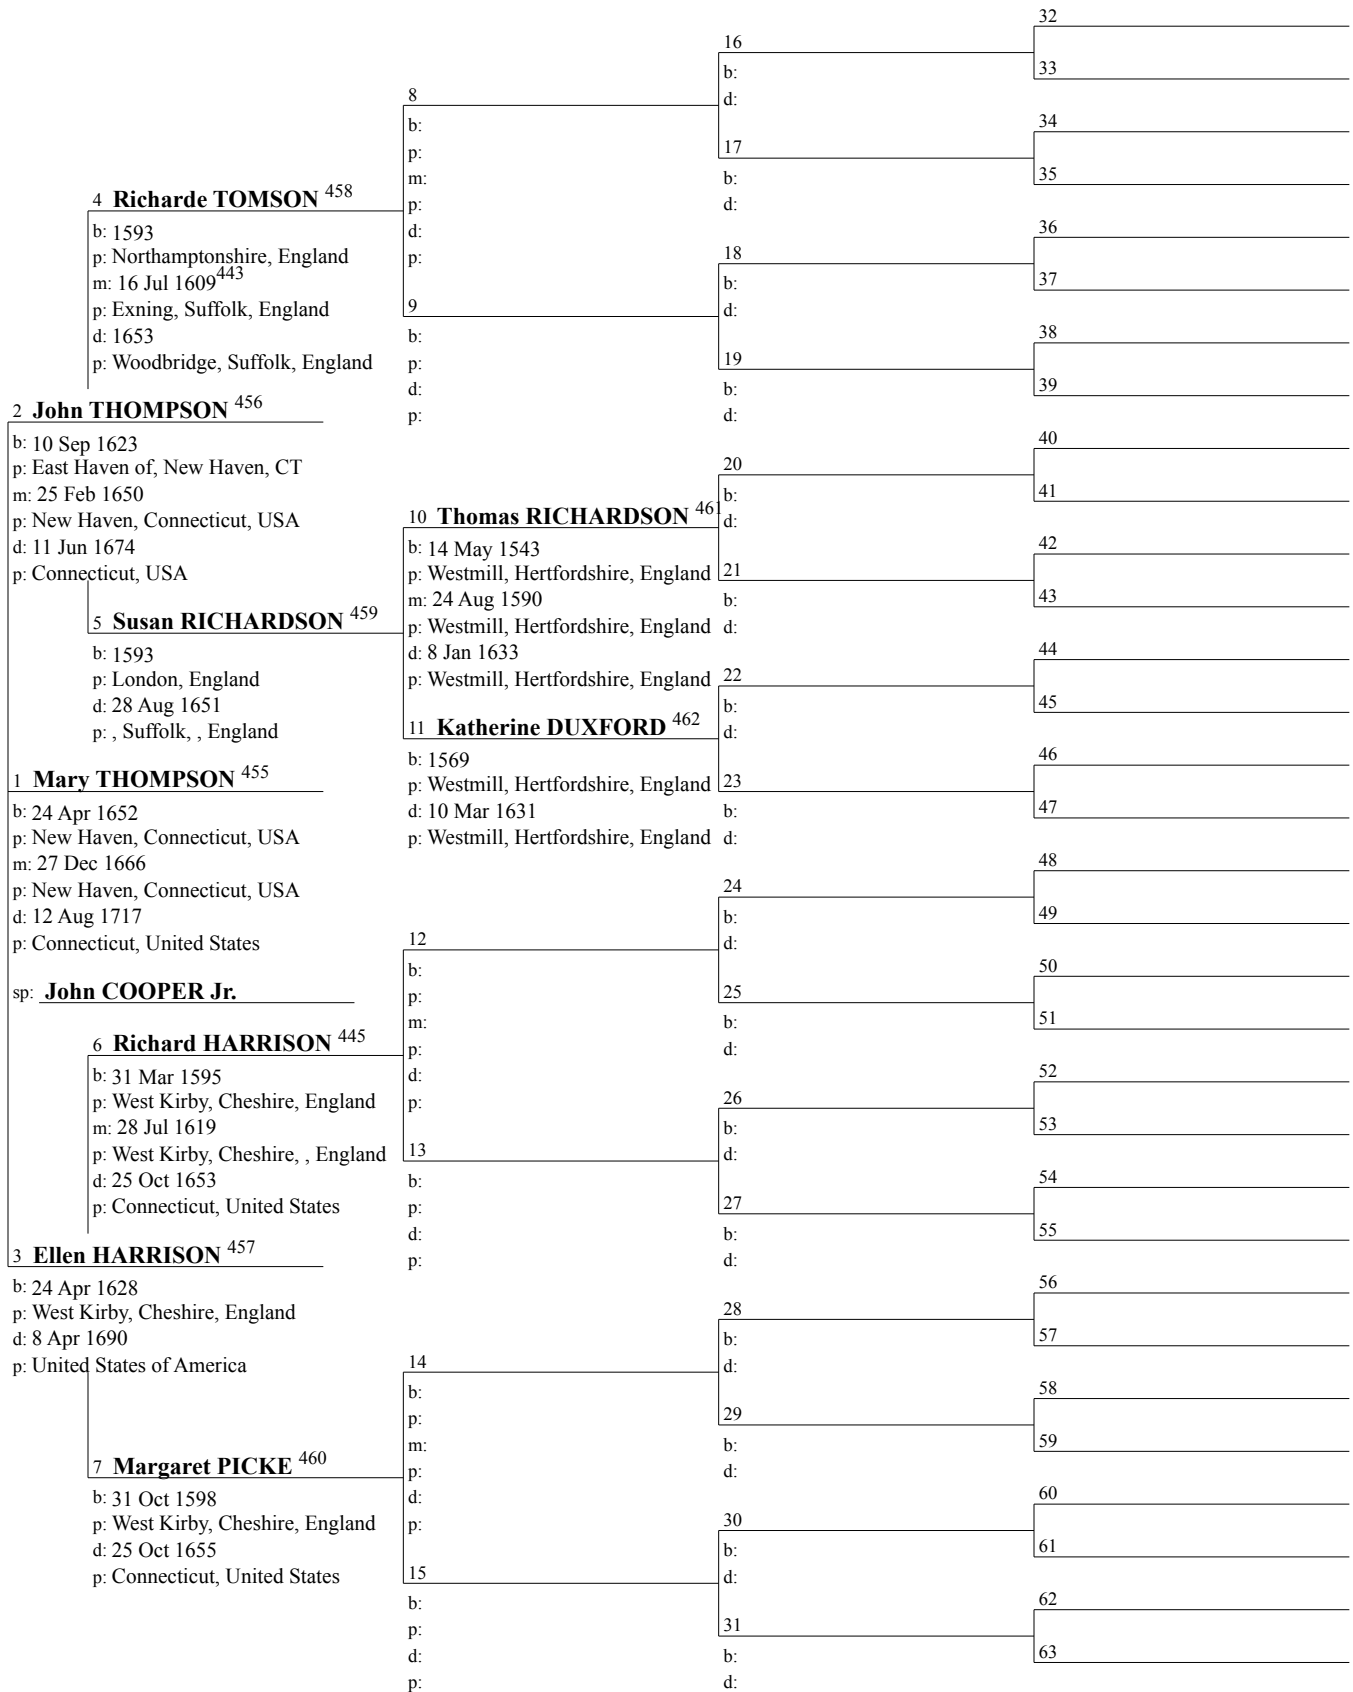 4 Richarde TOMSON 458
b: 1593
p: Northamptonshire, England
m: 16 Jul 1609 443
p: Exning, Suffolk, England
d: 1653
p: Woodbridge, Suffolk, England
2 John THOMPSON 456
b: 10 Sep 1623
p: East Haven of, New Haven, CT
m: 25 Feb 1650
p: New Haven, Connecticut, USA
d: 11 Jun 1674
p: Connecticut, USA
5 Susan RICHARDSON 459
b: 1593
p: London, England
d: 28 Aug 1651
p: , Suffolk, , England
1 Mary THOMPSON 455
b: 24 Apr 1652
p: New Haven, Connecticut, USA
m: 27 Dec 1666
p: New Haven, Connecticut, USA
d: 12 Aug 1717
p: Connecticut, United States
sp: John COOPER Jr.
6 Richard HARRISON 445
b: 31 Mar 1595
p: West Kirby, Cheshire, England
m: 28 Jul 1619
p: West Kirby, Cheshire, , England
d: 25 Oct 1653
p: Connecticut, United States
3 Ellen HARRISON 457
b: 24 Apr 1628
p: West Kirby, Cheshire, England
d: 8 Apr 1690
p: United States of America
7 Margaret PICKE 460
b: 31 Oct 1598
p: West Kirby, Cheshire, England
d: 25 Oct 1655
p: Connecticut, United States
8
b:
p:
m:
p:
d:
p:
9
b:
p:
d:
p:
10 Thomas RICHARDSON 461
b: 14 May 1543
p: Westmill, Hertfordshire, England
m: 24 Aug 1590
p: Westmill, Hertfordshire, England
d: 8 Jan 1633
p: Westmill, Hertfordshire, England
11 Katherine DUXFORD 462
b: 1569
p: Westmill, Hertfordshire, England
d: 10 Mar 1631
p: Westmill, Hertfordshire, England
12
b:
p:
m:
p:
d:
p:
13
b:
p:
d:
p:
14
b:
p:
m:
p:
d:
p:
15
b:
p:
d:
p:
16
b:
d:
17
b:
d:
18
b:
d:
19
b:
d:
20
b:
d:
21
b:
d:
22
b:
d:
23
b:
d:
24
b:
d:
25
b:
d:
26
b:
d:
27
b:
d:
28
b:
d:
29
b:
d:
30
b:
d:
31
b:
d:
32
33
34
35
36
37
38
39
40
41
42
43
44
45
46
47
48
49
50
51
52
53
54
55
56
57
58
59
60
61
62
63